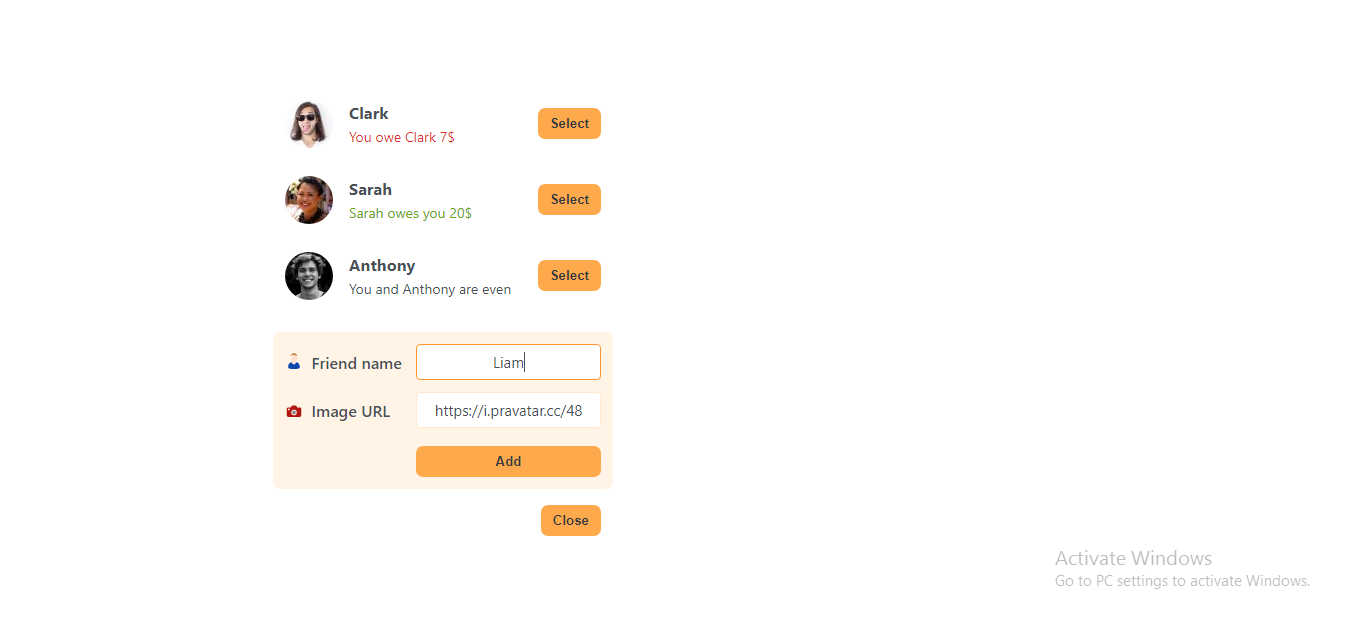 Clark
You owe Clark 7$
Select
Sarah
Sarah owes you 20$
Select
Anthony
You and Anthony are even
Select
Friend name
Liam
Image URL
https://i.pravatar.cc/48
Add
Close
Activate Windows
Go to PC settings to activate Windows.